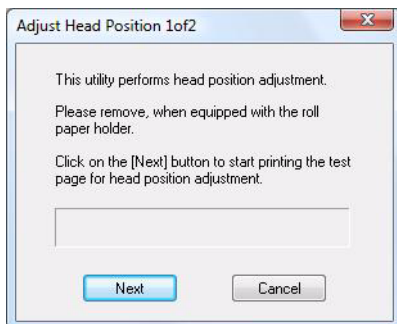 Adjust Head Position 1of2
This utility performs head position adjustment.
Please remove, when equipped with the roll
paper holder.
Click on the [Next] button to start printing the test
page for head position adjustment.
Next
Cancel